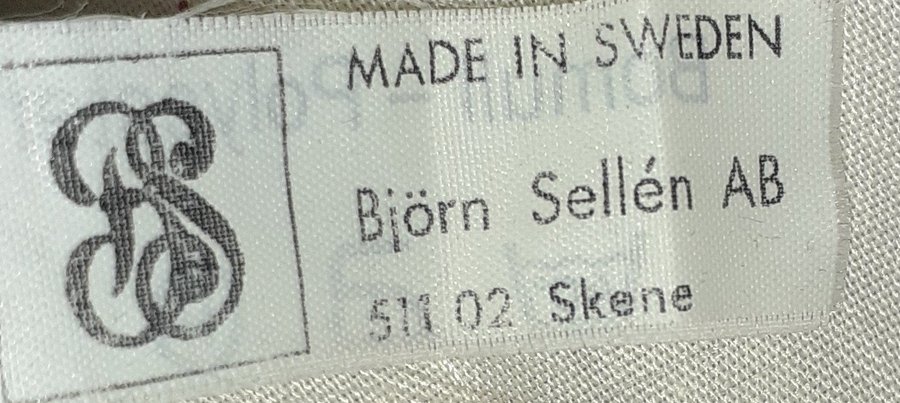 MADE IN SWEDEN
Björn Sellén AB
511 02 Skene